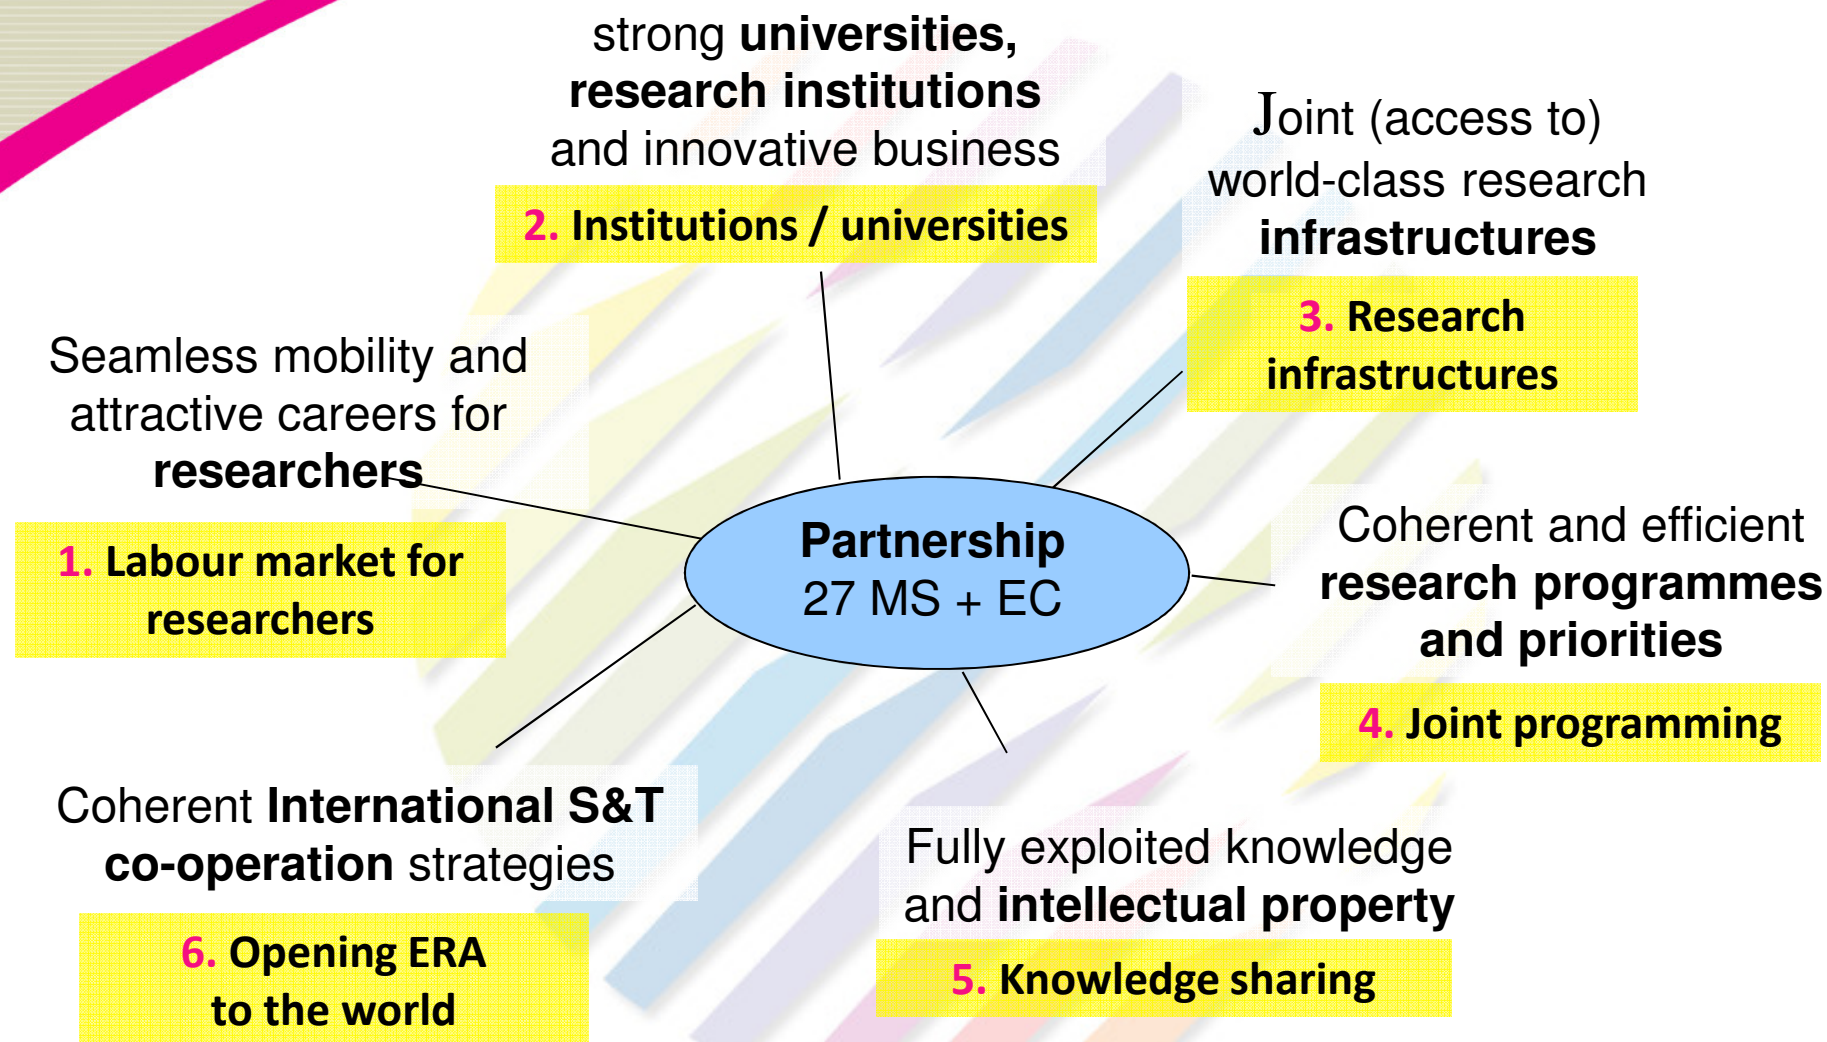 strong universities,
research institutions
and innovative business
2. Institutions / universities
Joint (access to)
world-class research
infrastructures
3. Research
infrastructures
Seamless mobility and
attractive careers for
researchers
1. Labour market for
researchers
Partnership
27 MS + EC
Coherent and efficient
research programmes
and priorities
4. Joint programming
Coherent International S&T
co-operation strategies
6. Opening ERA
to the world
Fully exploited knowledge
and intellectual property
5. Knowledge sharing